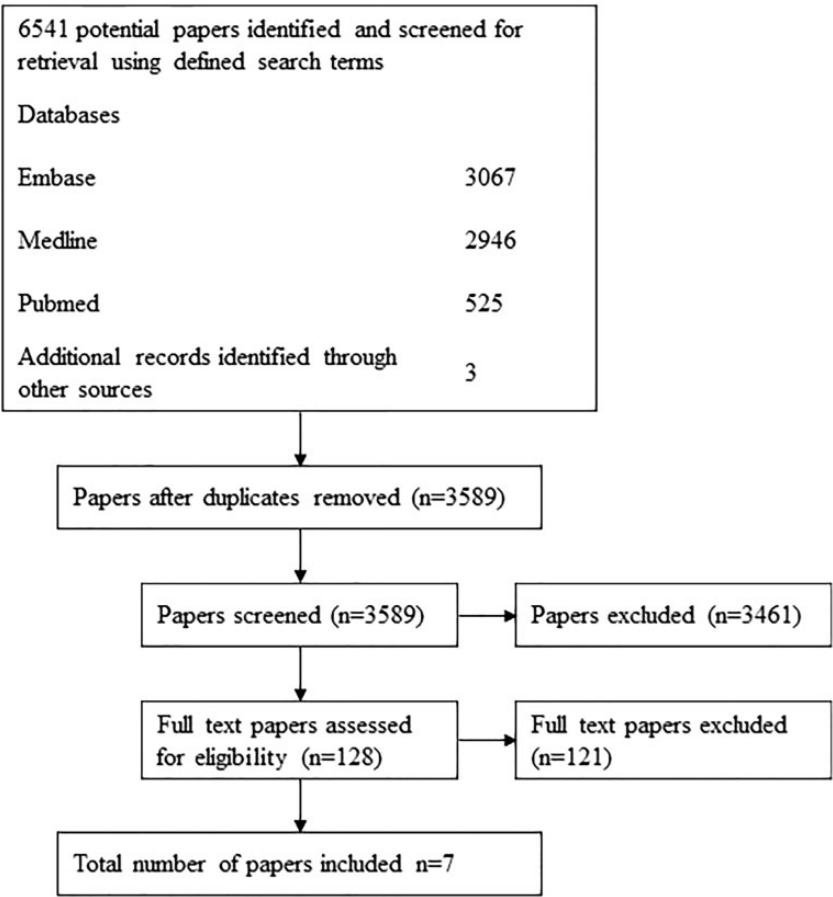 6541 potential papers identified and screened for
retrieval using defined search terms
Databases
Embase 3067
Medline 2946
Pubmed 525
Additional records identified through
other sources 3
Papers after duplicates removed (n=3589)
Papers screened (n=3589)
Papers excluded (n=3461)
Full text papers assessed
for eligibility (n=128)
Full text papers excluded
(n=121)
Total number of papers included n=7